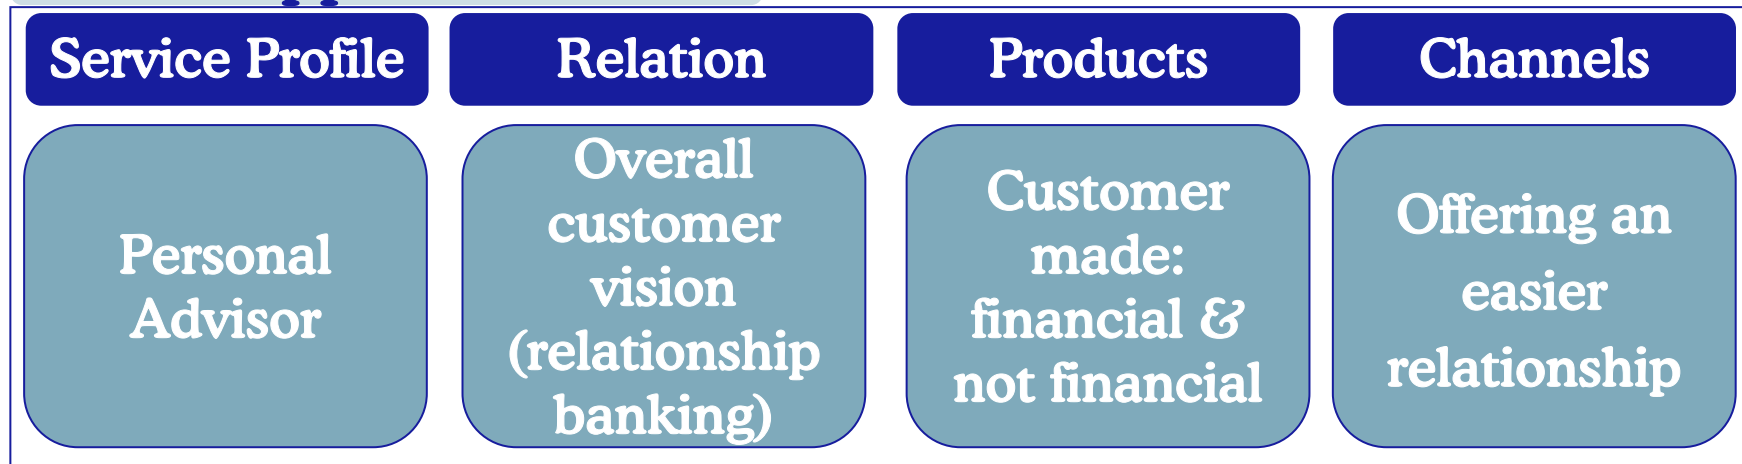 Service Profile
Relation
Products
Channels
Personal
Advisor
Overall
customer
vision
(relationship
banking)
Customer
made:
financial &
not financial
Offering an
easier
relationship